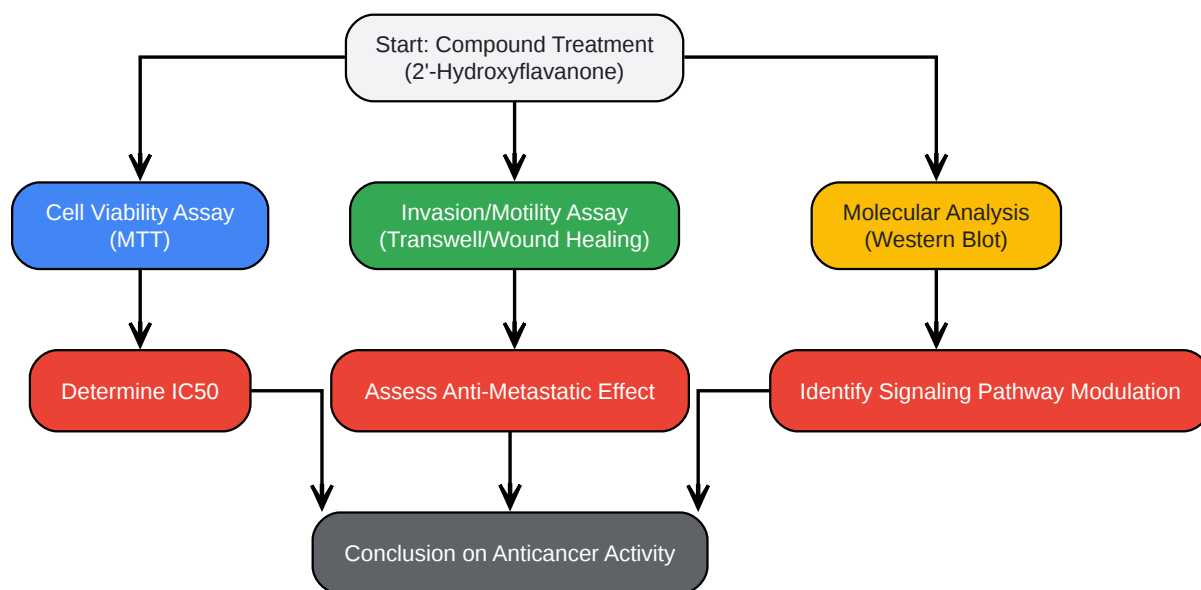 Start: Compound Treatment
(2'-Hydroxyflavanone)
Cell Viability Assay
(MTT)
Invasion/Motility Assay
(Transwell/Wound Healing)
Molecular Analysis
(Western Blot)
Determine IC50
Assess Anti-Metastatic Effect
Identify Signaling Pathway Modulation
Conclusion on Anticancer Activity